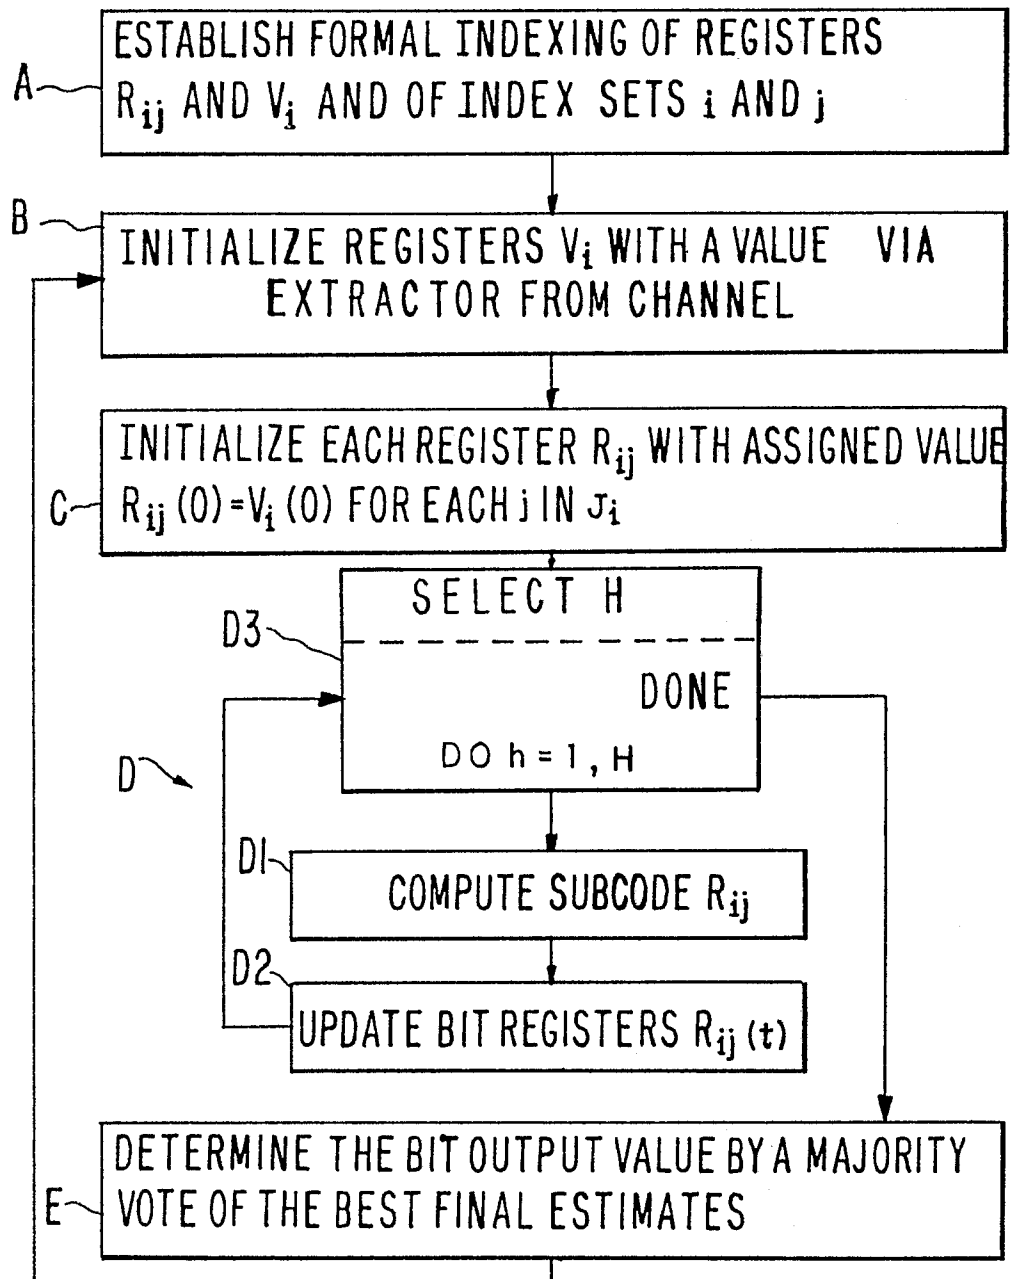 ESTABLISH FORMAL INDEXING OF REGISTERS
A
Rij AND Vi AND OF INDEX SETS i AND j
B
INITIALIZE REGISTERS Vi WITH A VALUE VIA
EXTRACTOR FROM CHANNEL
INITIALIZE EACH REGISTER Rij WITH ASSIGNED VALUE
C
Rij (0)=Vi (0) FOR EACH j IN Ji
SELECT H
D3
DONE
DO h = 1, H
D
D1
COMPUTE SUBCODE Rij
D2
UPDATE BIT REGISTERS Rij (t)
DETERMINE THE BIT OUTPUT VALUE BY A MAJORITY
E
VOTE OF THE BEST FINAL ESTIMATES